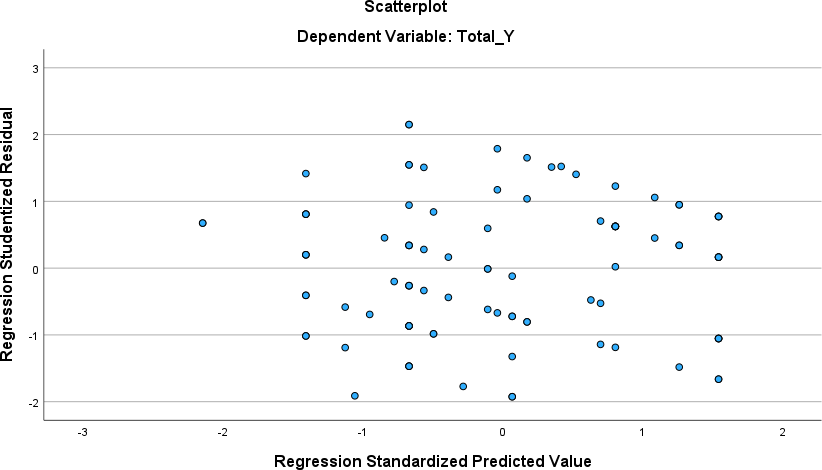 Scatterplot
Dependent Variable: Total_Y
Regression Studentized Residual
3
2
1
0
-1
-2
-3 -2 -1 0 1 2
Regression Standardized Predicted Value